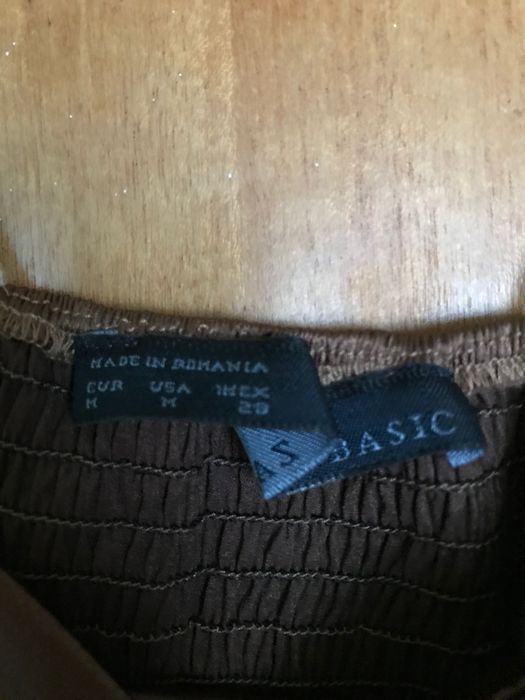 MADE IN ROMANIA
EUR USA MEX
M M 28
BASIC